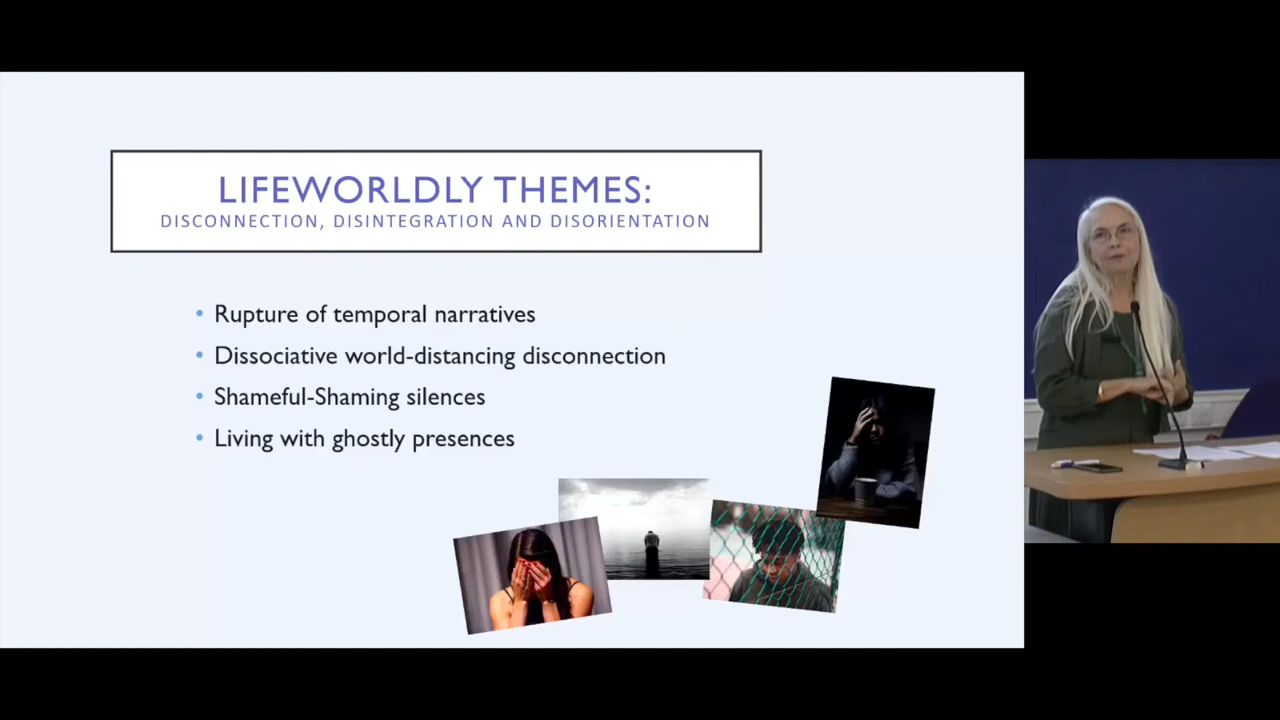 LIFEWORLDLY THEMES:
DISCONNECTION, DISINTEGRATION AND DISORIENTATION
• Rupture of temporal narratives
• Dissociative world-distancing disconnection
• Shameful-Shaming silences
• Living with ghostly presences